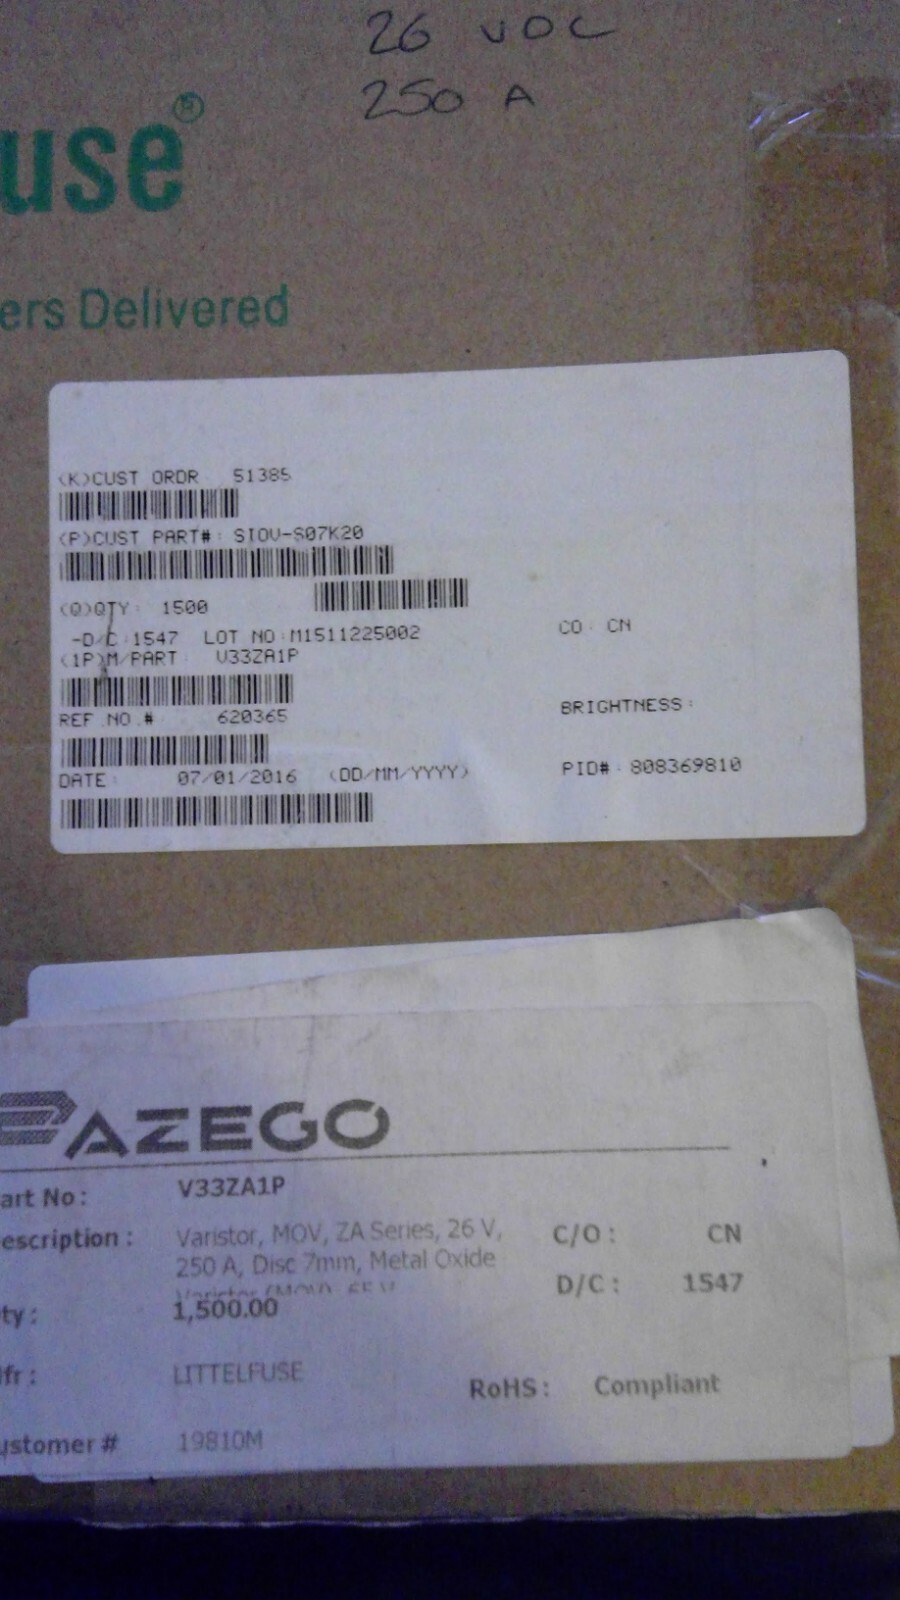 26 VDC
250 A
use®
ers Delivered
(K)CUST ORDR 51385
(P)CUST PART#: SIOV-S07K20
(Q)QTY: 1500
-D/C:1547 LOT NO:M1511225002
CO: CN
(1P)M/PART: V33ZA1P
REF.NO.# 620365
BRIGHTNESS:
DATE: 07/01/2016 (DD/MM/YYYY)
PID#: 808369810
AZEGO
art No: V33ZA1P
escription: Varistor, MOV, ZA Series, 26 V,
C/O: CN
250 A, Disc 7mm, Metal Oxide
D/C: 1547
ty: 1,500.00
fr: LITTELFUSE
RoHS: Compliant
ustomer # 19810M